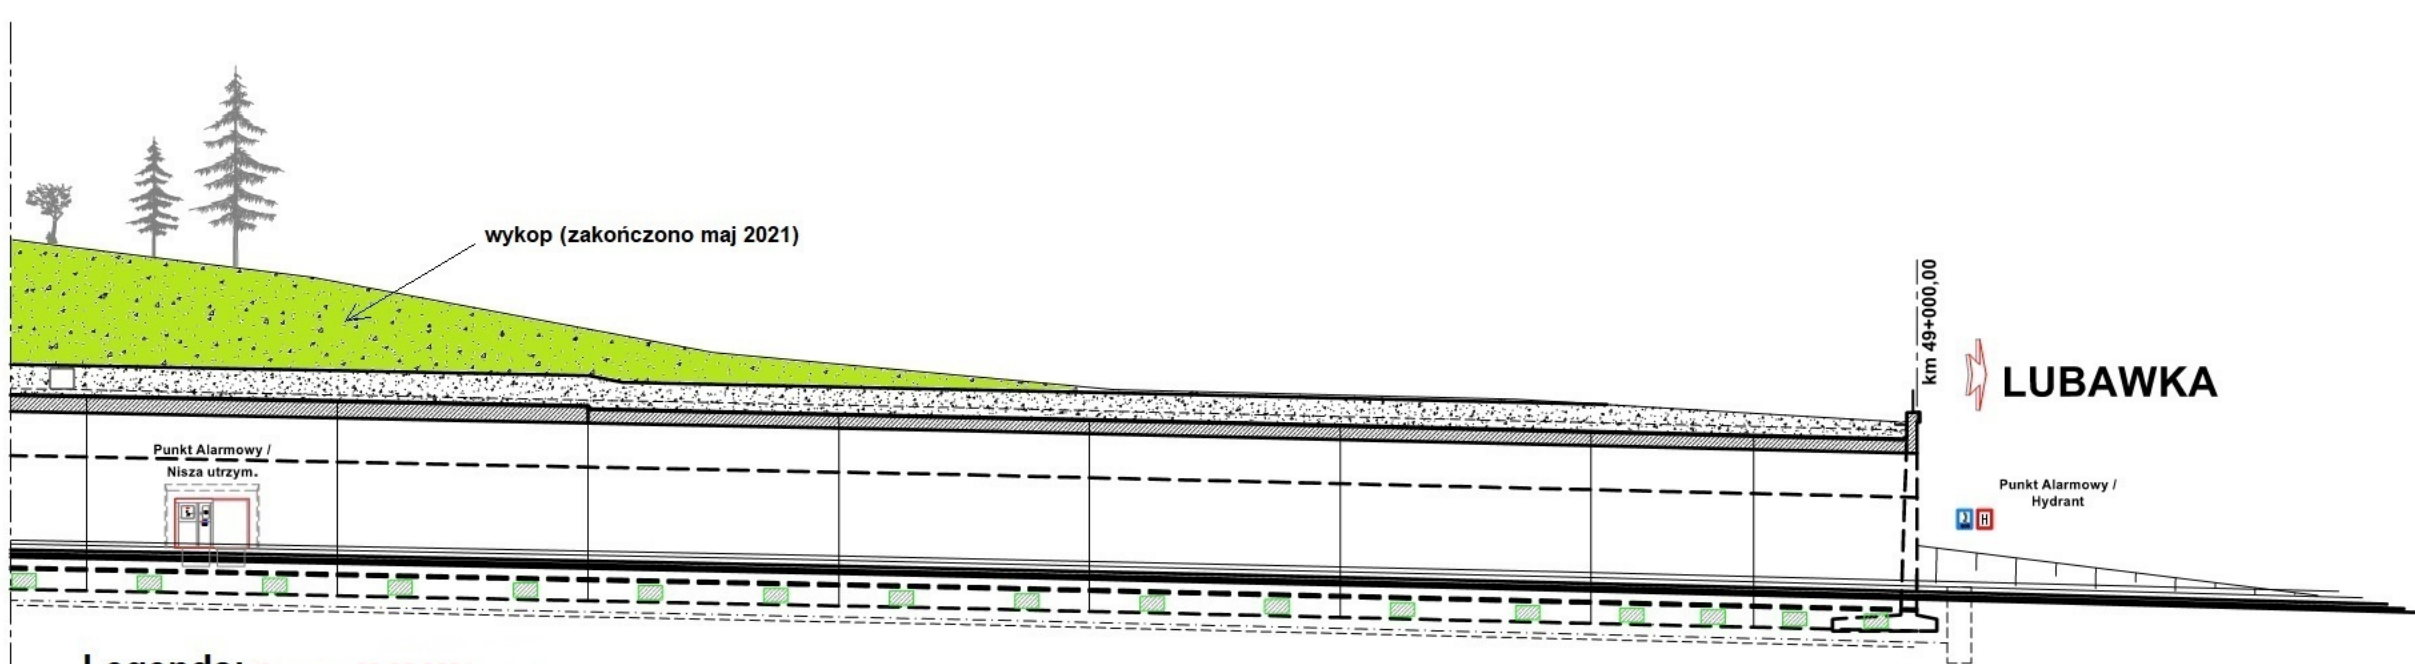 wykop (zakończono maj 2021)
km 49+000,00
LUBAWKA
Punkt Alarmowy /
Nisza utrzym.
Punkt Alarmowy /
Hydrant
H